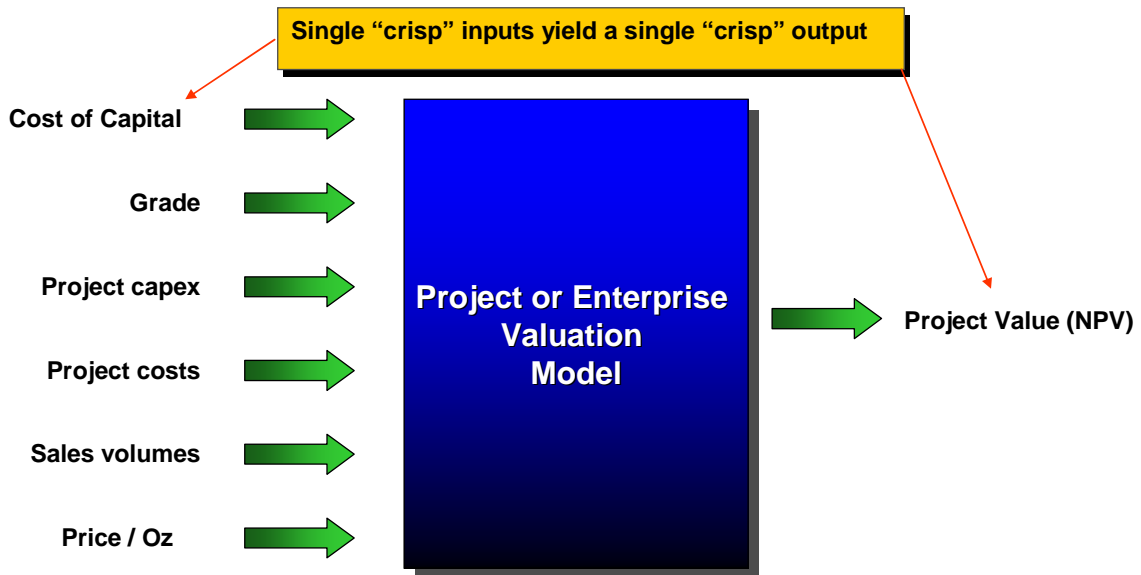 Single “crisp” inputs yield a single “crisp” output
Cost of Capital
Grade
Project capex
Project costs
Sales volumes
Price / Oz
Project or Enterprise
Valuation
Model
Project Value (NPV)